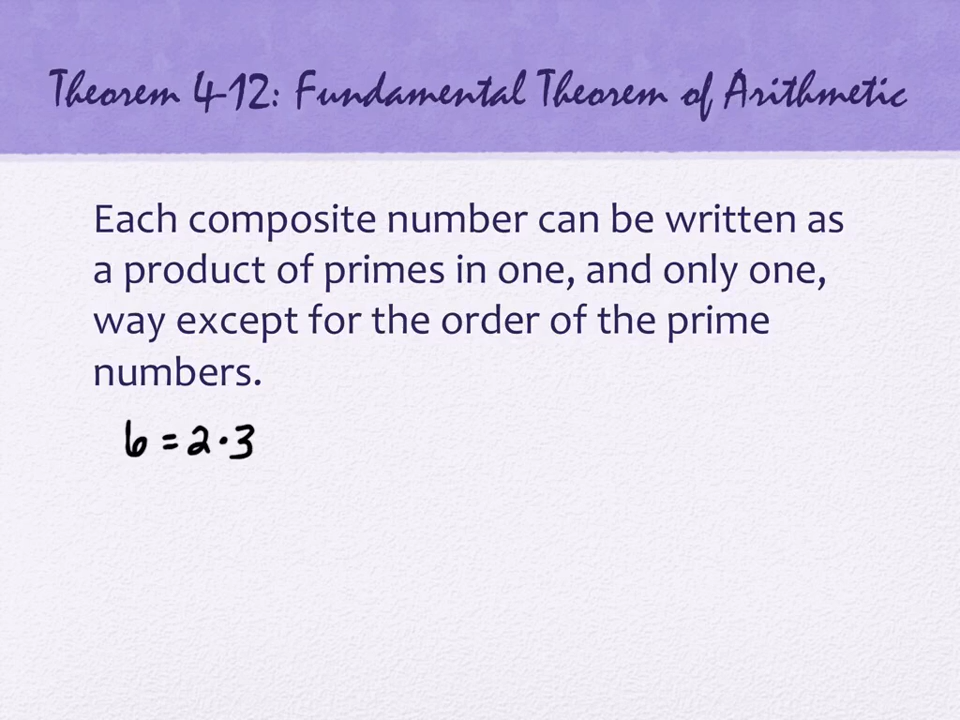 Theorem 4-12: Fundamental Theorem of Arithmetic
Each composite number can be written as
a product of primes in one, and only one,
way except for the order of the prime
numbers.
6 = 2 · 3